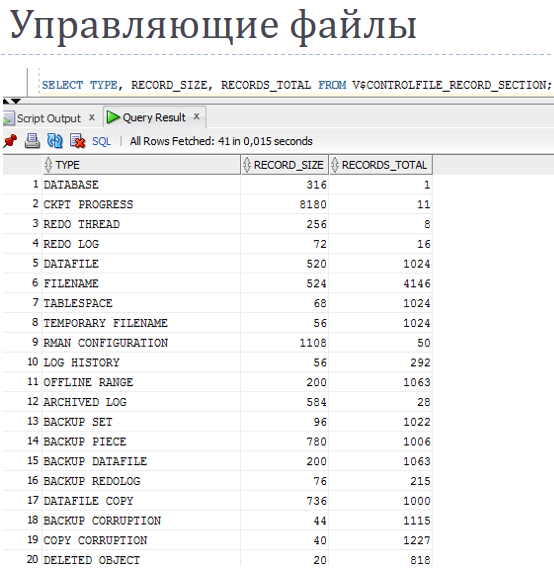 Управляющие файлы
SELECT TYPE, RECORD_SIZE, RECORDS_TOTAL FROM V$CONTROLFILE_RECORD_SECTION;
Script Output x Query Result x
SQL | All Rows Fetched: 41 in 0,015 seconds
TYPE RECORD_SIZE RECORDS_TOTAL
1 DATABASE 316 1
2 CKPT PROGRESS 8180 11
3 REDO THREAD 256 8
4 REDO LOG 72 16
5 DATAFILE 520 1024
6 FILENAME 524 4146
7 TABLESPACE 68 1024
8 TEMPORARY FILENAME 56 1024
9 RMAN CONFIGURATION 1108 50
10 LOG HISTORY 56 292
11 OFFLINE RANGE 200 1063
12 ARCHIVED LOG 584 28
13 BACKUP SET 96 1022
14 BACKUP PIECE 780 1006
15 BACKUP DATAFILE 200 1063
16 BACKUP REDOLOG 76 215
17 DATAFILE COPY 736 1000
18 BACKUP CORRUPTION 44 1115
19 COPY CORRUPTION 40 1227
20 DELETED OBJECT 20 818